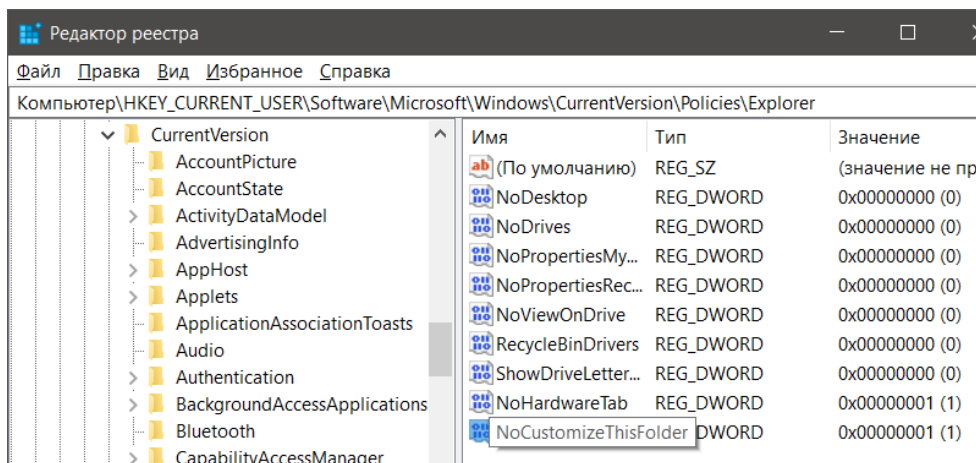 Редактор реестра
Файл Правка Вид Избранное Справка
Компьютер\HKEY_CURRENT_USER\Software\Microsoft\Windows\CurrentVersion\Policies\Explorer
CurrentVersion
AccountPicture
AccountState
ActivityDataModel
AdvertisingInfo
AppHost
Applets
ApplicationAssociationToasts
Audio
Authentication
BackgroundAccessApplications
Bluetooth
CapabilityAccessManager
Имя Тип Значение
(По умолчанию) REG_SZ (значение не пр
NoDesktop REG_DWORD 0x00000000 (0)
NoDrives REG_DWORD 0x00000000 (0)
NoPropertiesMy... REG_DWORD 0x00000000 (0)
NoPropertiesRec... REG_DWORD 0x00000000 (0)
NoViewOnDrive REG_DWORD 0x00000000 (0)
RecycleBinDrivers REG_DWORD 0x00000000 (0)
ShowDriveLetter... REG_DWORD 0x00000000 (0)
NoHardwareTab REG_DWORD 0x00000001 (1)
NoCustomizeThisFolder DWORD 0x00000001 (1)